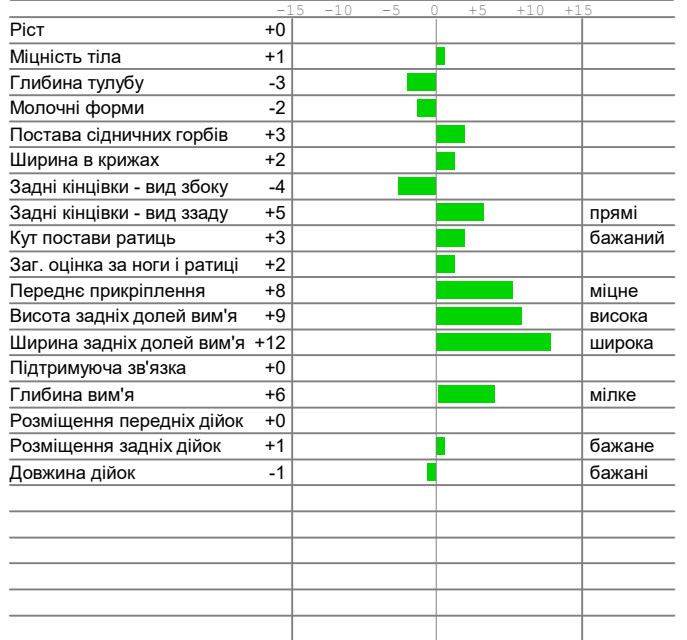 -15 -10 -5 0 +5 +10 +15
Ріст +0
Міцність тіла +1
Глибина тулубу -3
Молочні форми -2
Постава сідничних горбів +3
Ширина в крижах +2
Задні кінцівки - вид збоку -4
Задні кінцівки - вид ззаду +5 прямі
Кут постави ратиць +3 бажаний
Заг. оцінка за ноги і ратиці +2
Переднє прикріплення +8 міцне
Висота задніх долей вим'я +9 висока
Ширина задніх долей вим'я +12 широка
Підтримуюча зв'язка +0
Глибина вим'я +6 мілке
Розміщення передніх дійок +0
Розміщення задніх дійок +1 бажане
Довжина дійок -1 бажані